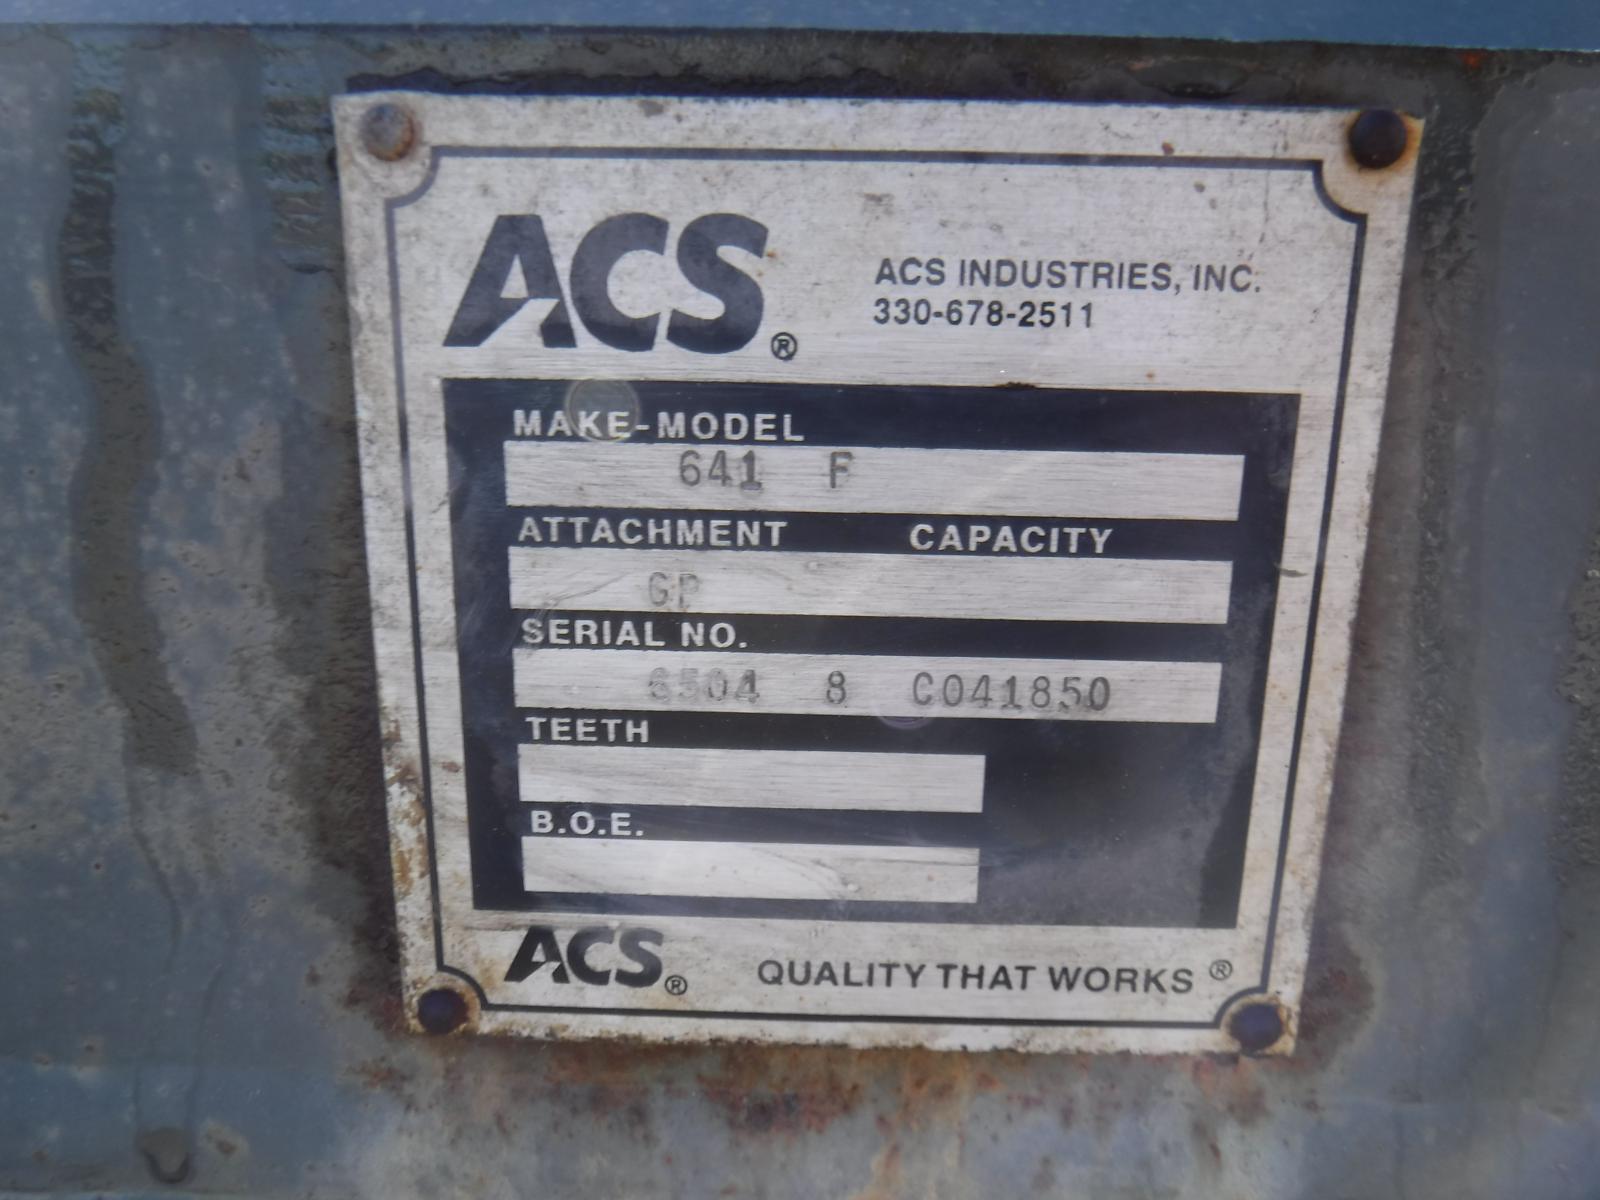 ACS®
ACS INDUSTRIES, INC.
330-678-2511
MAKE-MODEL
641 F
ATTACHMENT CAPACITY
GP
SERIAL NO.
6504 8 C041850
TEETH
B.O.E.
ACS® QUALITY THAT WORKS®